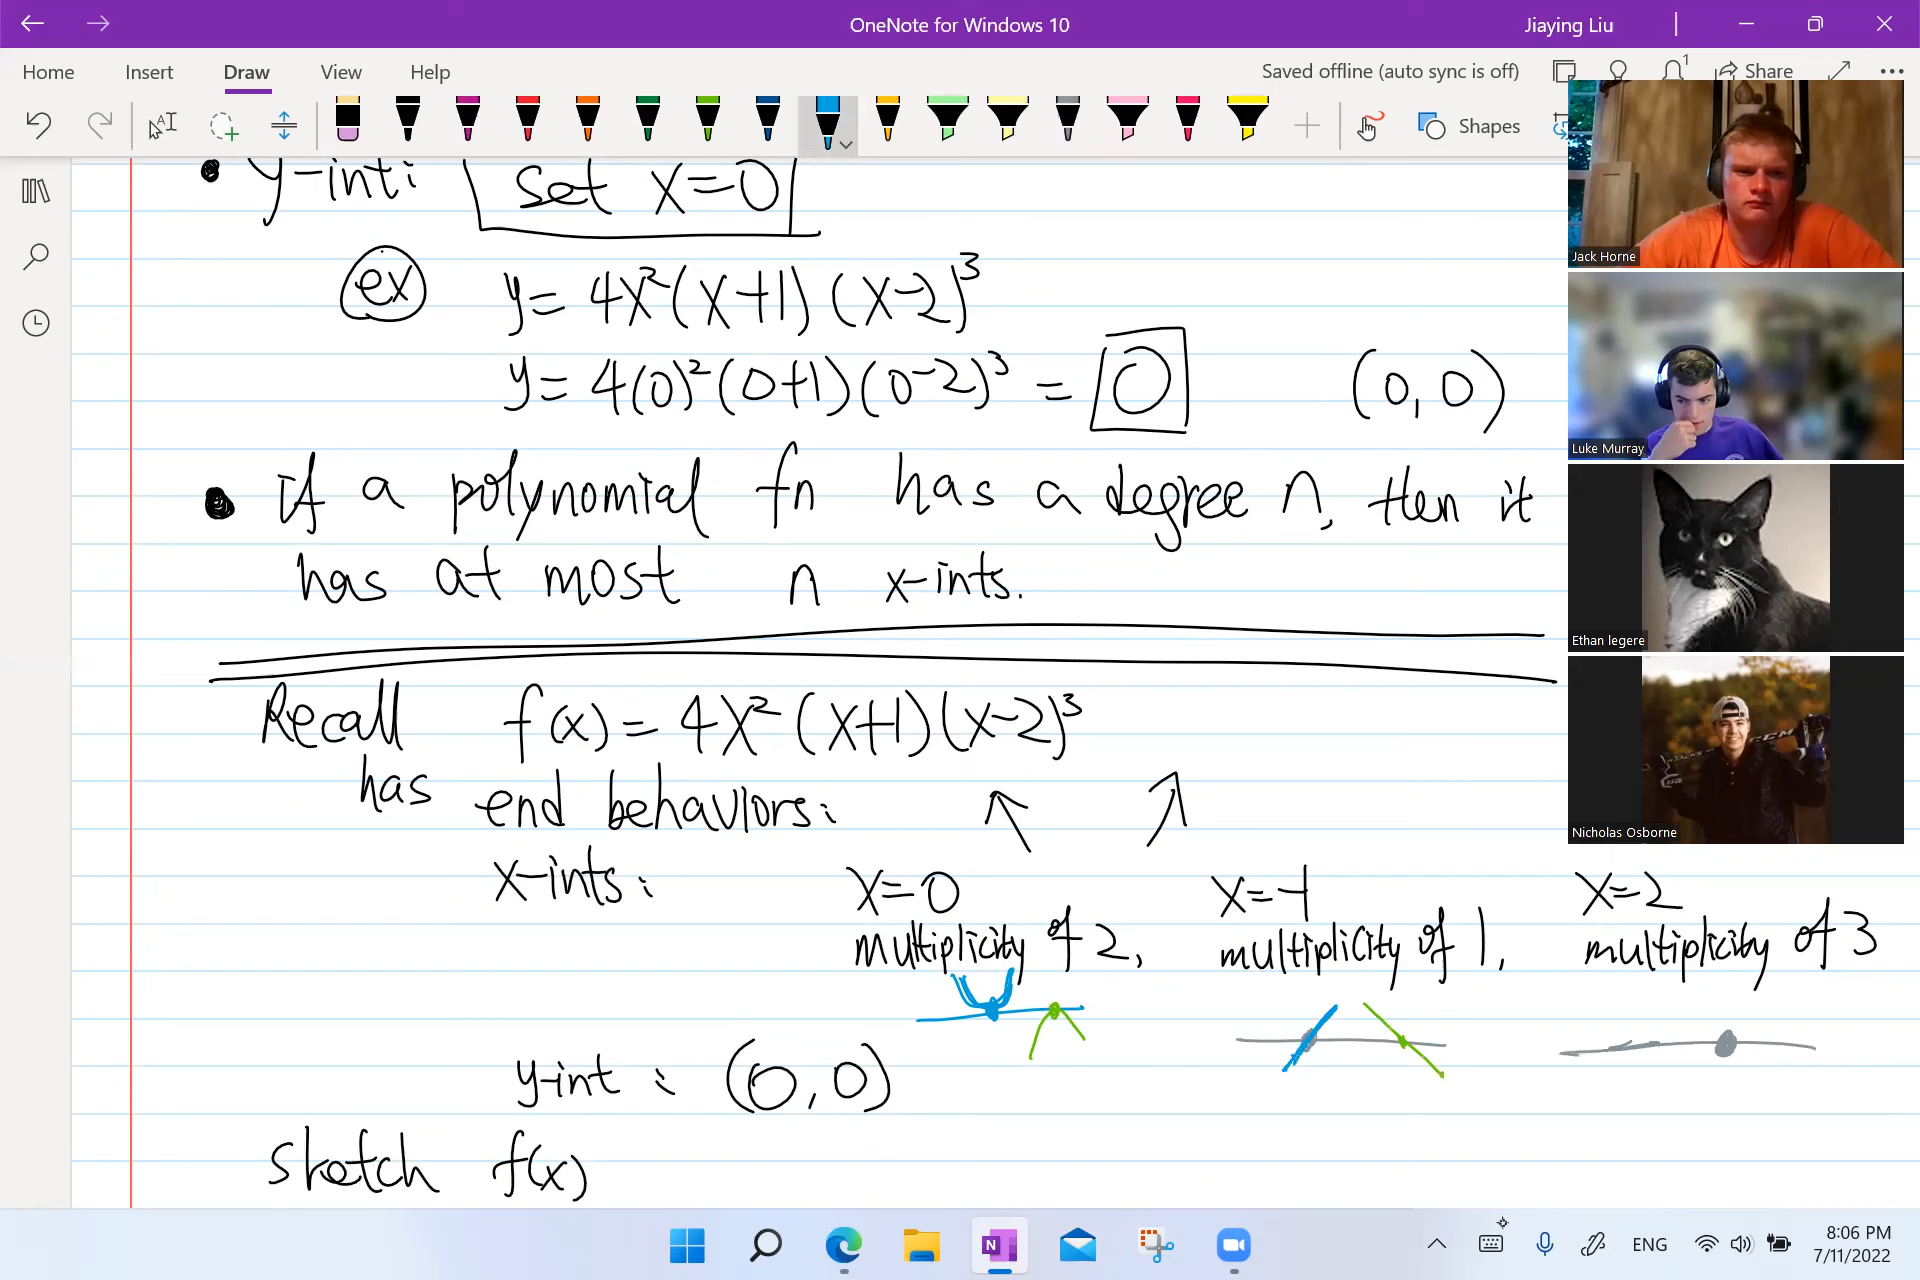 OneNote for Windows 10
Jiaying Liu
Home Insert Draw View Help
Saved offline (auto sync is off)
1
Share
Shapes
y-int: set x=0
ex y= 4x²(x+1)(x-2)³
y= 4(0)²(0+1)(0-2)³ = 0 (0,0)
if a polynomial fn has a degree n, then it
has at most n x-ints.
Recall f(x) = 4x²(x+1)(x-2)³
has end behaviors:
x-ints: x=0 x=-1 x=2
multiplicity of 2, multiplicity of 1, multiplicity of 3
y-int: (0,0)
sketch f(x)
Jack Horne
Luke Murray
Ethan legere
Nicholas Osborne
ENG
8:06 PM
7/11/2022